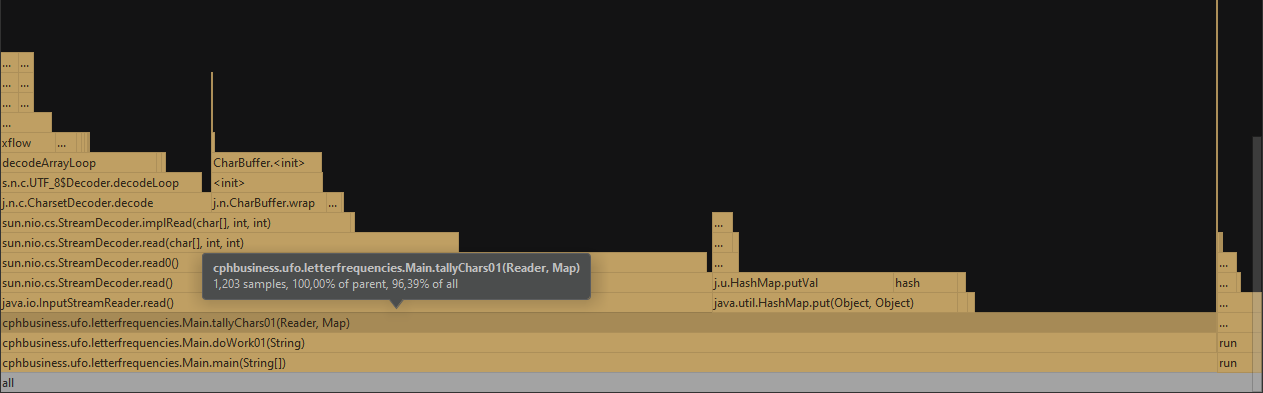 ... ...
... ...
... ...
...
xflow ...
decodeArrayLoop CharBuffer.<init>
s.n.c.UTF_8$Decoder.decodeLoop <init>
j.n.c.CharsetDecoder.decode j.n.CharBuffer.wrap ...
sun.nio.cs.StreamDecoder.implRead(char[], int, int) ...
sun.nio.cs.StreamDecoder.read(char[], int, int) ...
sun.nio.cs.StreamDecoder.read0() ... ...
cphbusiness.ufo.letterfrequencies.Main.tallyChars01(Reader, Map)
1,203 samples, 100,00% of parent, 96,39% of all
sun.nio.cs.StreamDecoder.read() j.u.HashMap.putVal hash ...
java.io.InputStreamReader.read() java.util.HashMap.put(Object, Object) ...
cphbusiness.ufo.letterfrequencies.Main.tallyChars01(Reader, Map) ...
cphbusiness.ufo.letterfrequencies.Main.doWork01(String) run
cphbusiness.ufo.letterfrequencies.Main.main(String[]) run
all